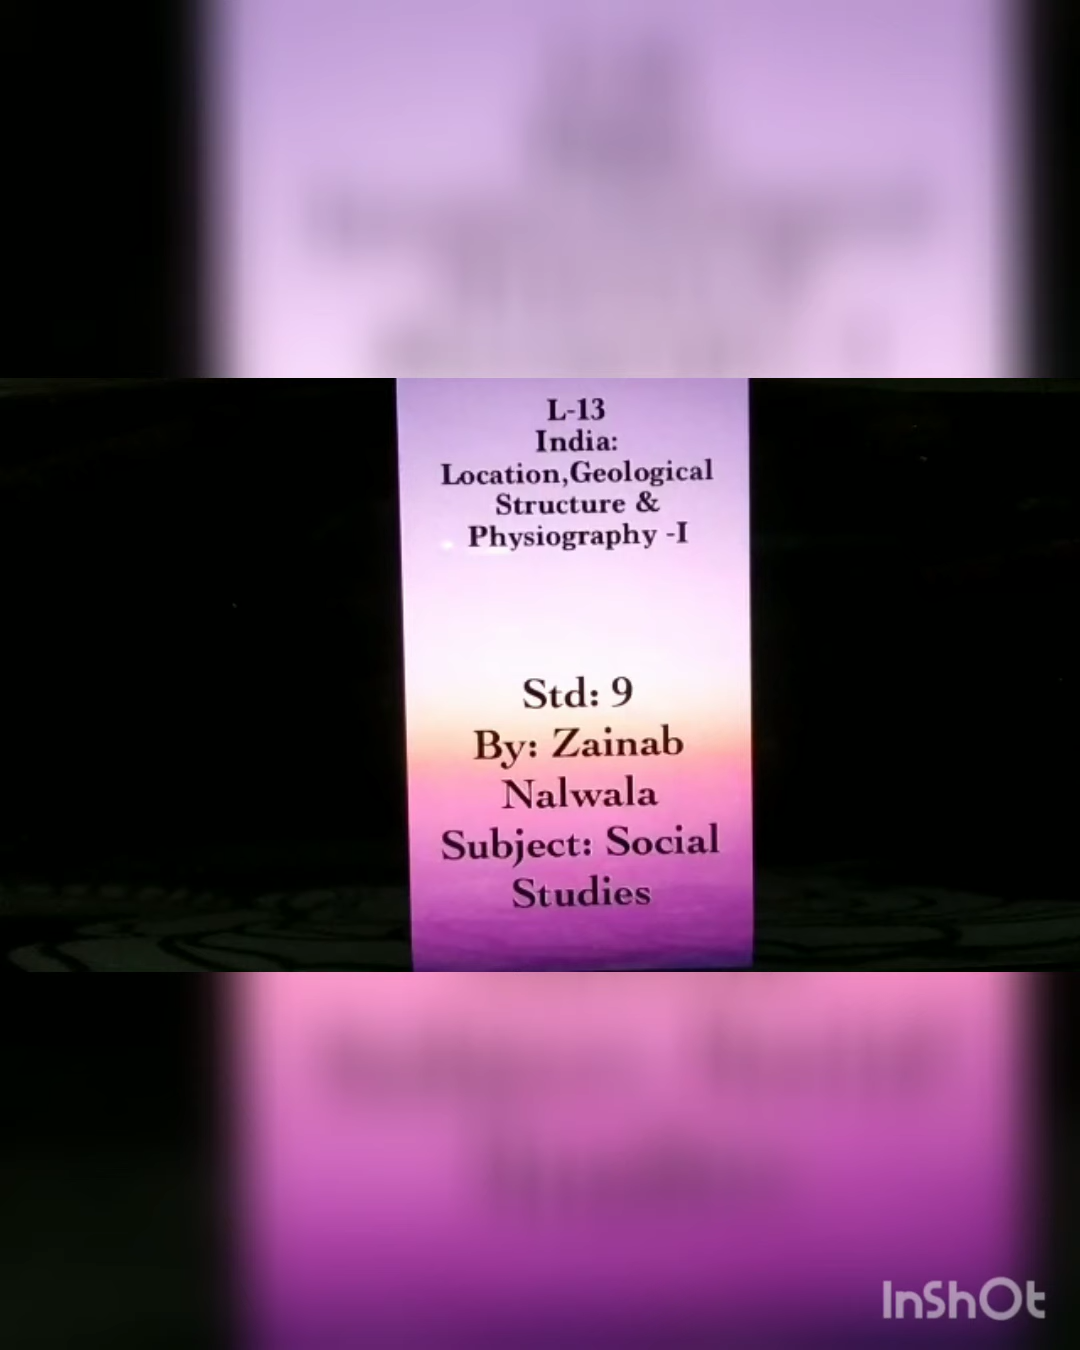 L-13
India:
Location,Geological
Structure &
Physiography -I
Std: 9
By: Zainab
Nalwala
Subject: Social
Studies
InShOt